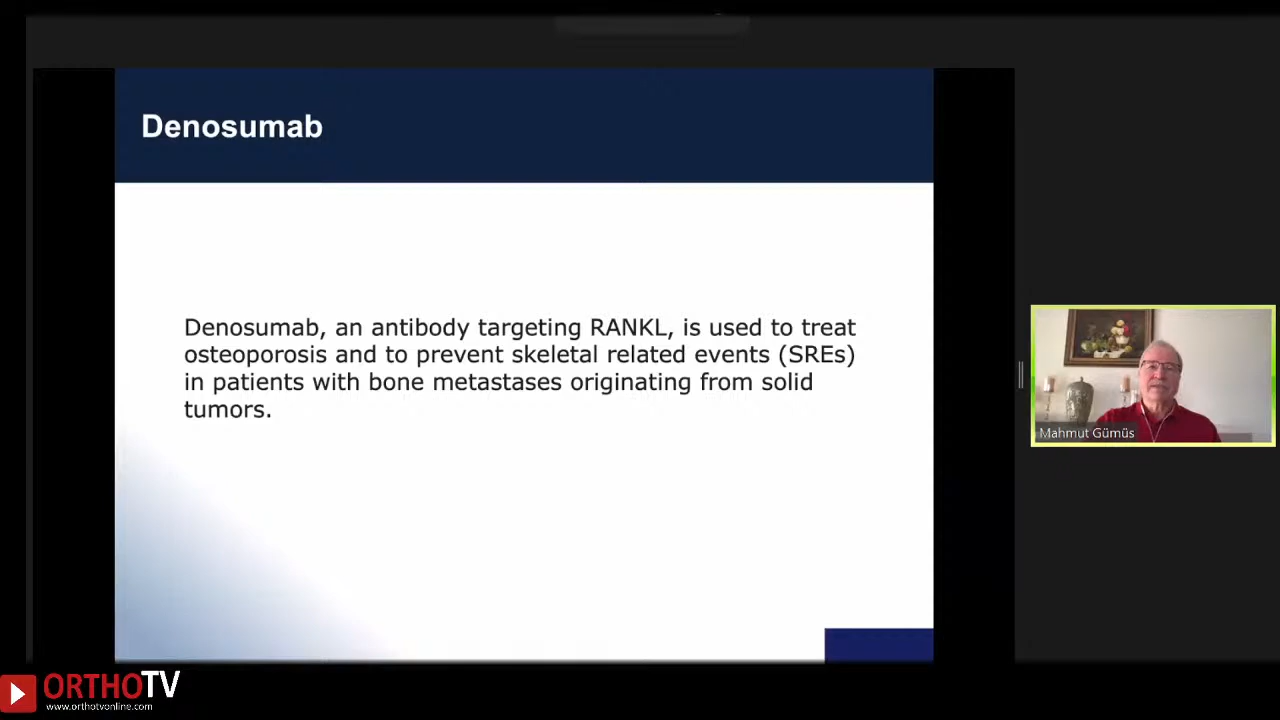 Denosumab
Denosumab, an antibody targeting RANKL, is used to treat
osteoporosis and to prevent skeletal related events (SREs)
in patients with bone metastases originating from solid
tumors.
Mahmut Gümüs
ORTHOTV
www.orthotvonline.com